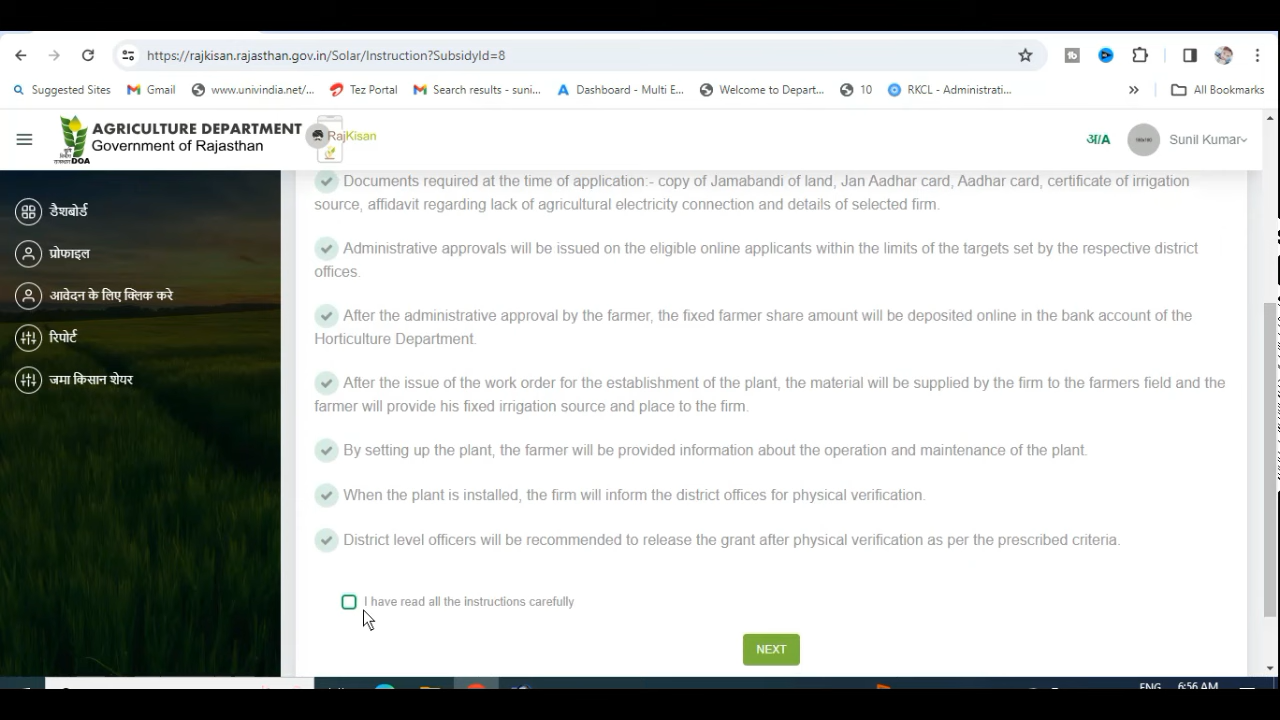 https://rajkisan.rajasthan.gov.in/Solar/Instruction?SubsidyId=8
Suggested Sites
Gmail
www.univindia.net/...
Tez Portal
Search results - suni...
Dashboard - Multi E...
Welcome to Depart...
10
RKCL - Administrati...
»
All Bookmarks
AGRICULTURE DEPARTMENT
Government of Rajasthan
DOA
RajKisan
अ/A
Sunil Kumar
डैशबोर्ड
प्रोफाइल
आवेदन के लिए क्लिक करे
रिपोर्ट
जमा किसान शेयर
Documents required at the time of application:- copy of Jamabandi of land, Jan Aadhar card, Aadhar card, certificate of irrigation
source, affidavit regarding lack of agricultural electricity connection and details of selected firm.
Administrative approvals will be issued on the eligible online applicants within the limits of the targets set by the respective district
offices.
After the administrative approval by the farmer, the fixed farmer share amount will be deposited online in the bank account of the
Horticulture Department.
After the issue of the work order for the establishment of the plant, the material will be supplied by the firm to the farmers field and the
farmer will provide his fixed irrigation source and place to the firm.
By setting up the plant, the farmer will be provided information about the operation and maintenance of the plant.
When the plant is installed, the firm will inform the district offices for physical verification.
District level officers will be recommended to release the grant after physical verification as per the prescribed criteria.
I have read all the instructions carefully
NEXT
ENG
6:56 AM